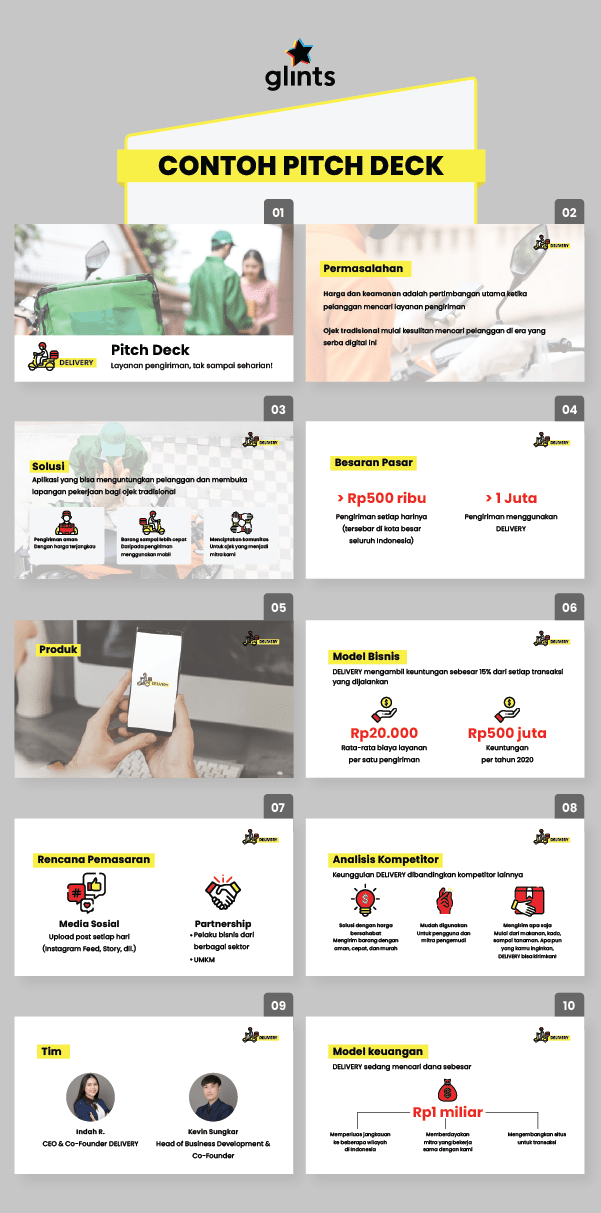 glints
CONTOH PITCH DECK
01
DELIVERY
Pitch Deck
Layanan pengiriman, tak sampai seharian!
02
DELIVERY
Permasalahan
Harga dan keamanan adalah pertimbangan utama ketika
pelanggan mencari layanan pengiriman
Ojek tradisional mulai kesulitan mencari pelanggan di era yang
serba digital ini
03
DELIVERY
Solusi
Aplikasi yang bisa menguntungkan pelanggan dan membuka
lapangan pekerjaan bagi ojek tradisional
Pengiriman aman
Dengan harga terjangkau
Barang sampai lebih cepat
Daripada pengiriman
menggunakan mobil
Menciptakan komunitas
Untuk ojek yang menjadi
mitra kami
04
DELIVERY
Besaran Pasar
> Rp500 ribu
Pengiriman setiap harinya
(tersebar di kota besar
seluruh Indonesia)
> 1 Juta
Pengiriman menggunakan
DELIVERY
05
DELIVERY
Produk
DELIVERY
06
DELIVERY
Model Bisnis
DELIVERY mengambil keuntungan sebesar 15% dari setiap transaksi
yang dijalankan
Rp20.000
Rata-rata biaya layanan
per satu pengiriman
Rp500 juta
Keuntungan
per tahun 2020
07
DELIVERY
Rencana Pemasaran
Media Sosial
Upload post setiap hari
(Instagram Feed, Story, dll.)
Partnership
• Pelaku bisnis dari
berbagai sektor
• UMKM
08
DELIVERY
Analisis Kompetitor
Keunggulan DELIVERY dibandingkan kompetitor lainnya
Solusi dengan harga
bersahabat
Mengirim barang dengan
aman, cepat, dan murah
Mudah digunakan
Untuk pengguna dan
mitra pengemudi
Mengirim apa saja
Mulai dari makanan, kado,
sampai tanaman. Apa pun
yang kamu inginkan,
DELIVERY bisa kirimkan!
09
DELIVERY
Tim
Indah R.
CEO & Co-Founder DELIVERY
Kevin Sungkar
Head of Business Development &
Co-Founder
10
DELIVERY
Model keuangan
DELIVERY sedang mencari dana sebesar
Rp1 miliar
Memperluas jangkauan
ke beberapa wilayah
di Indonesia
Memberdayakan
mitra yang bekerja
sama dengan kami
Mengembangkan situs
untuk transaksi